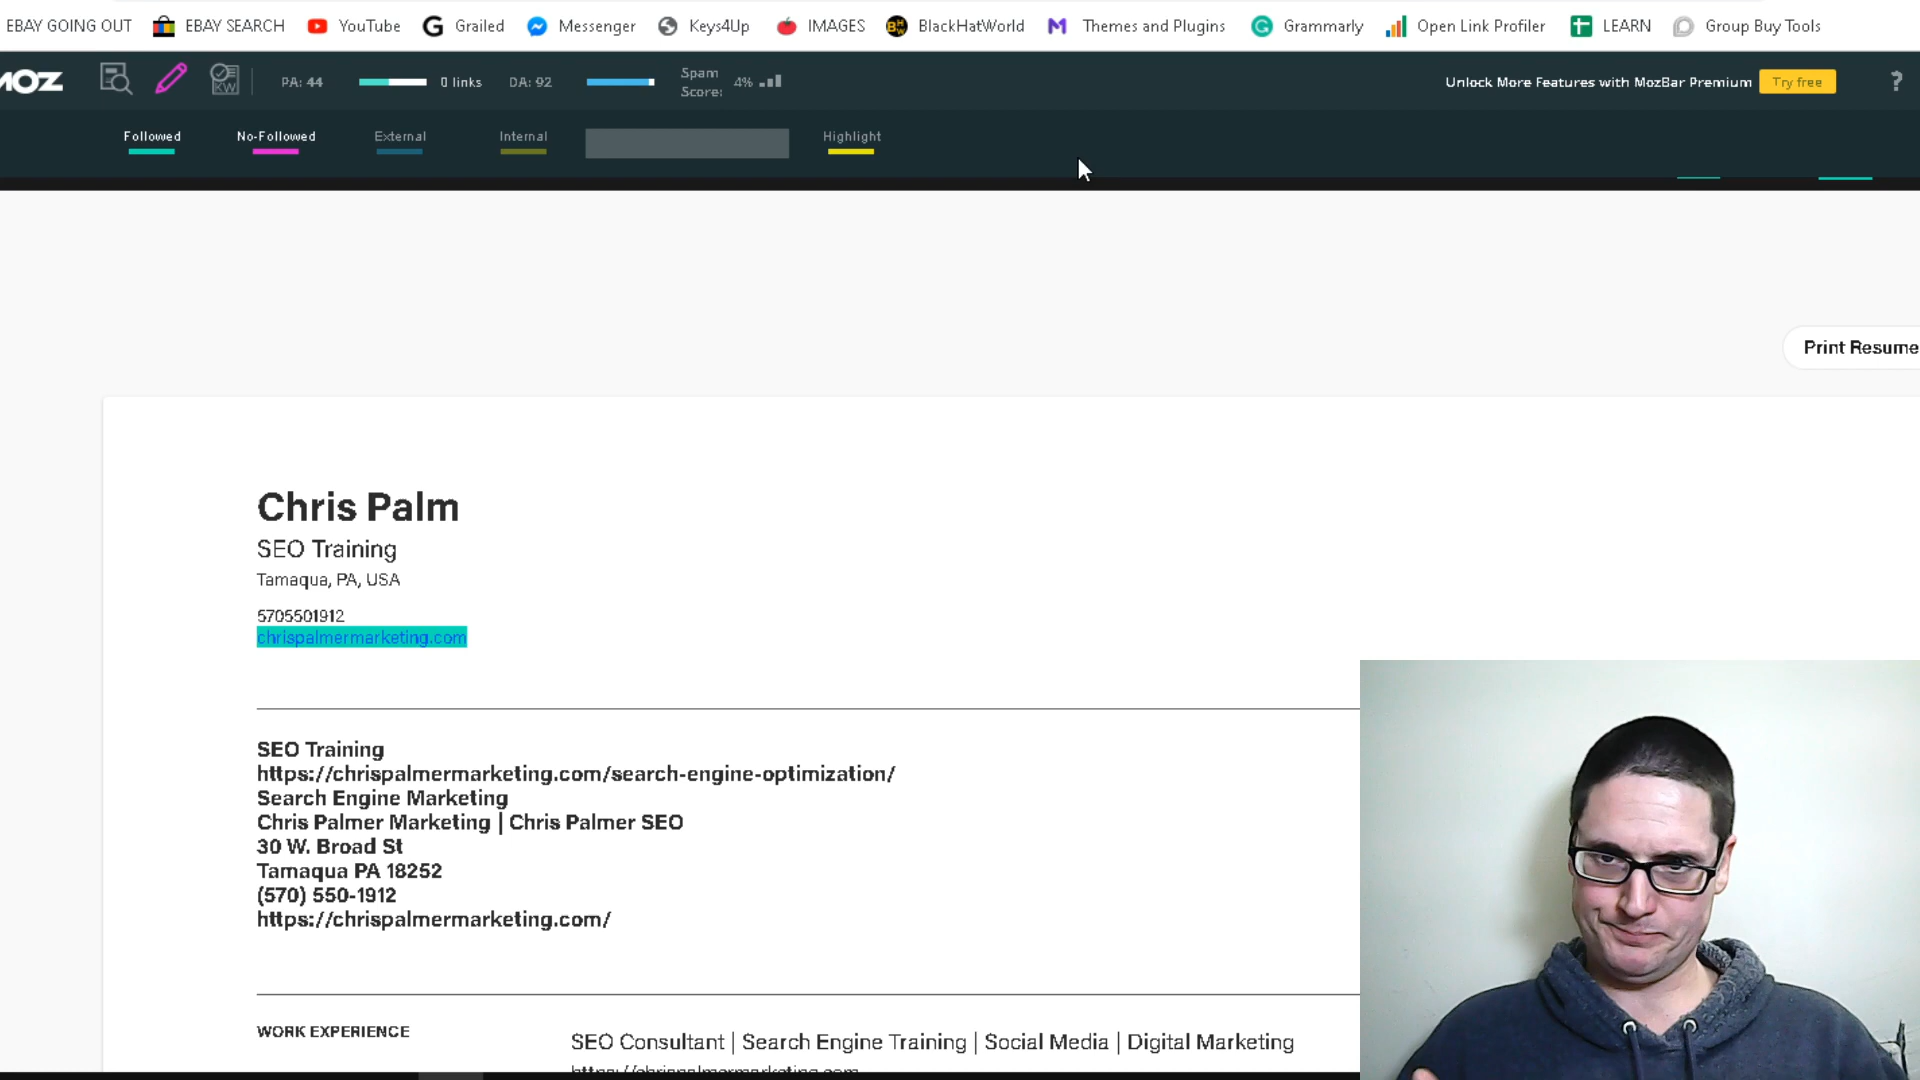 EBAY GOING OUT EBAY SEARCH YouTube Grailed Messenger Keys4Up IMAGES BlackHatWorld Themes and Plugins Grammarly Open Link Profiler LEARN Group Buy Tools
MOZ KW PA: 44 0 links DA: 92 Spam Score: 4% Unlock More Features with MozBar Premium Try free ?
Followed No-Followed External Internal Highlight
Print Resume
Chris Palm
SEO Training
Tamaqua, PA, USA
5705501912
chrispalmermarketing.com
SEO Training
https://chrispalmermarketing.com/search-engine-optimization/
Search Engine Marketing
Chris Palmer Marketing | Chris Palmer SEO
30 W. Broad St
Tamaqua PA 18252
(570) 550-1912
https://chrispalmermarketing.com/
WORK EXPERIENCE
SEO Consultant | Search Engine Training | Social Media | Digital Marketing
https://chrispalmermarketing.com